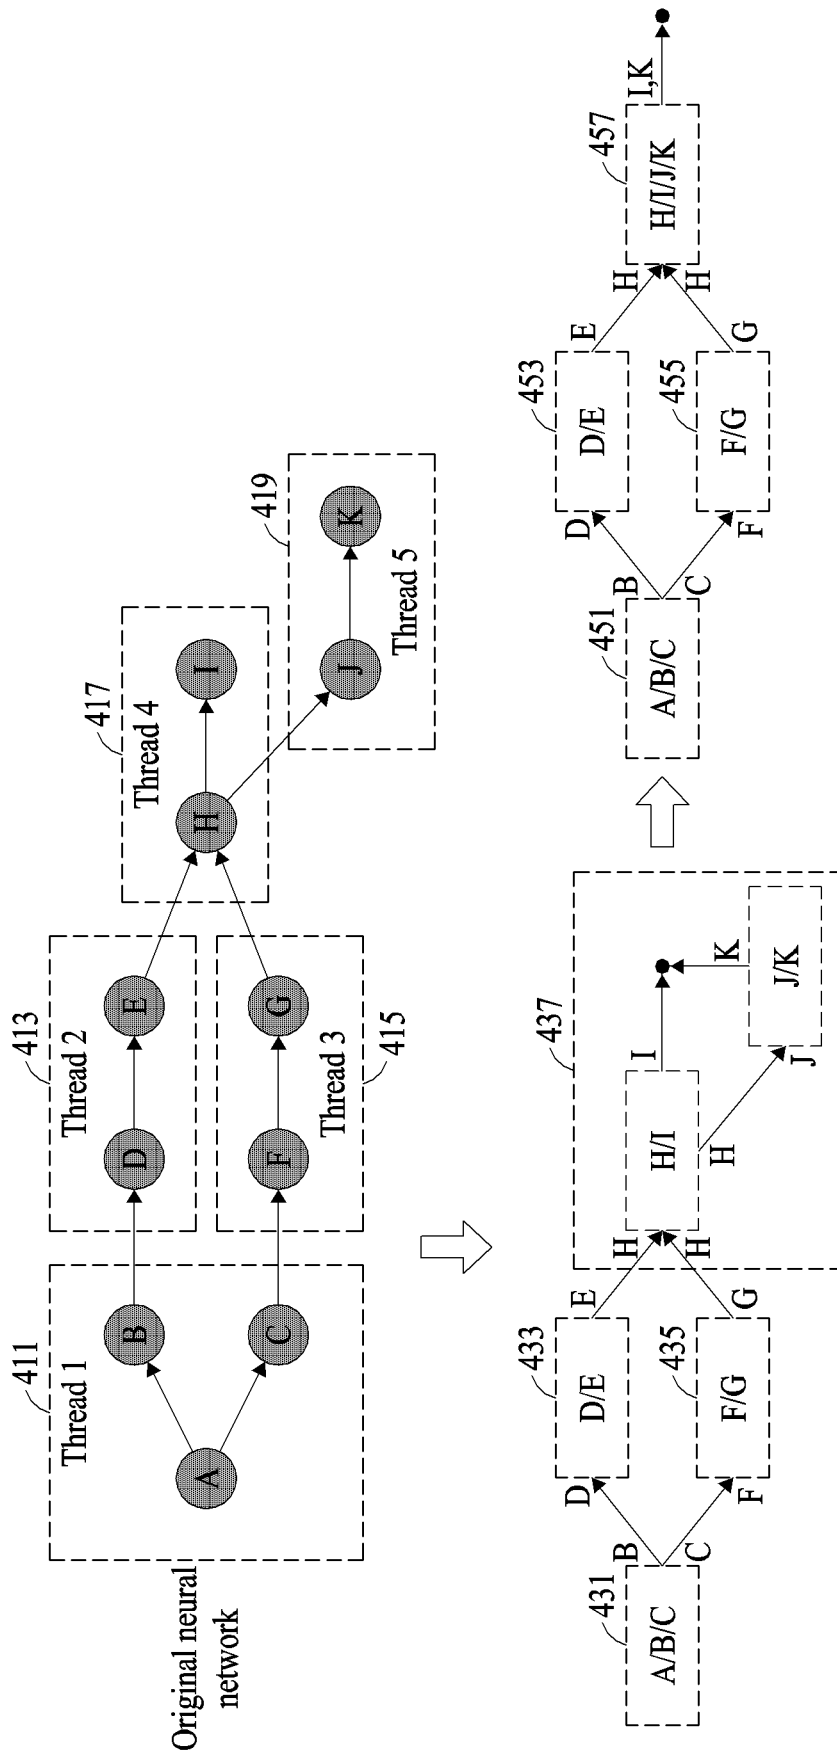 Original neural
network
411
Thread 1
A
B
C
413
Thread 2
D
E
F
G
Thread 3
415
417
Thread 4
H
I
419
J
K
Thread 5
431
A/B/C
B
C
D
F
433
D/E
435
F/G
E
G
H
H
437
H/I
I
H
J
J/K
K
451
A/B/C
B
C
D
F
453
D/E
455
F/G
E
G
H
H
457
H/I/J/K
I,K